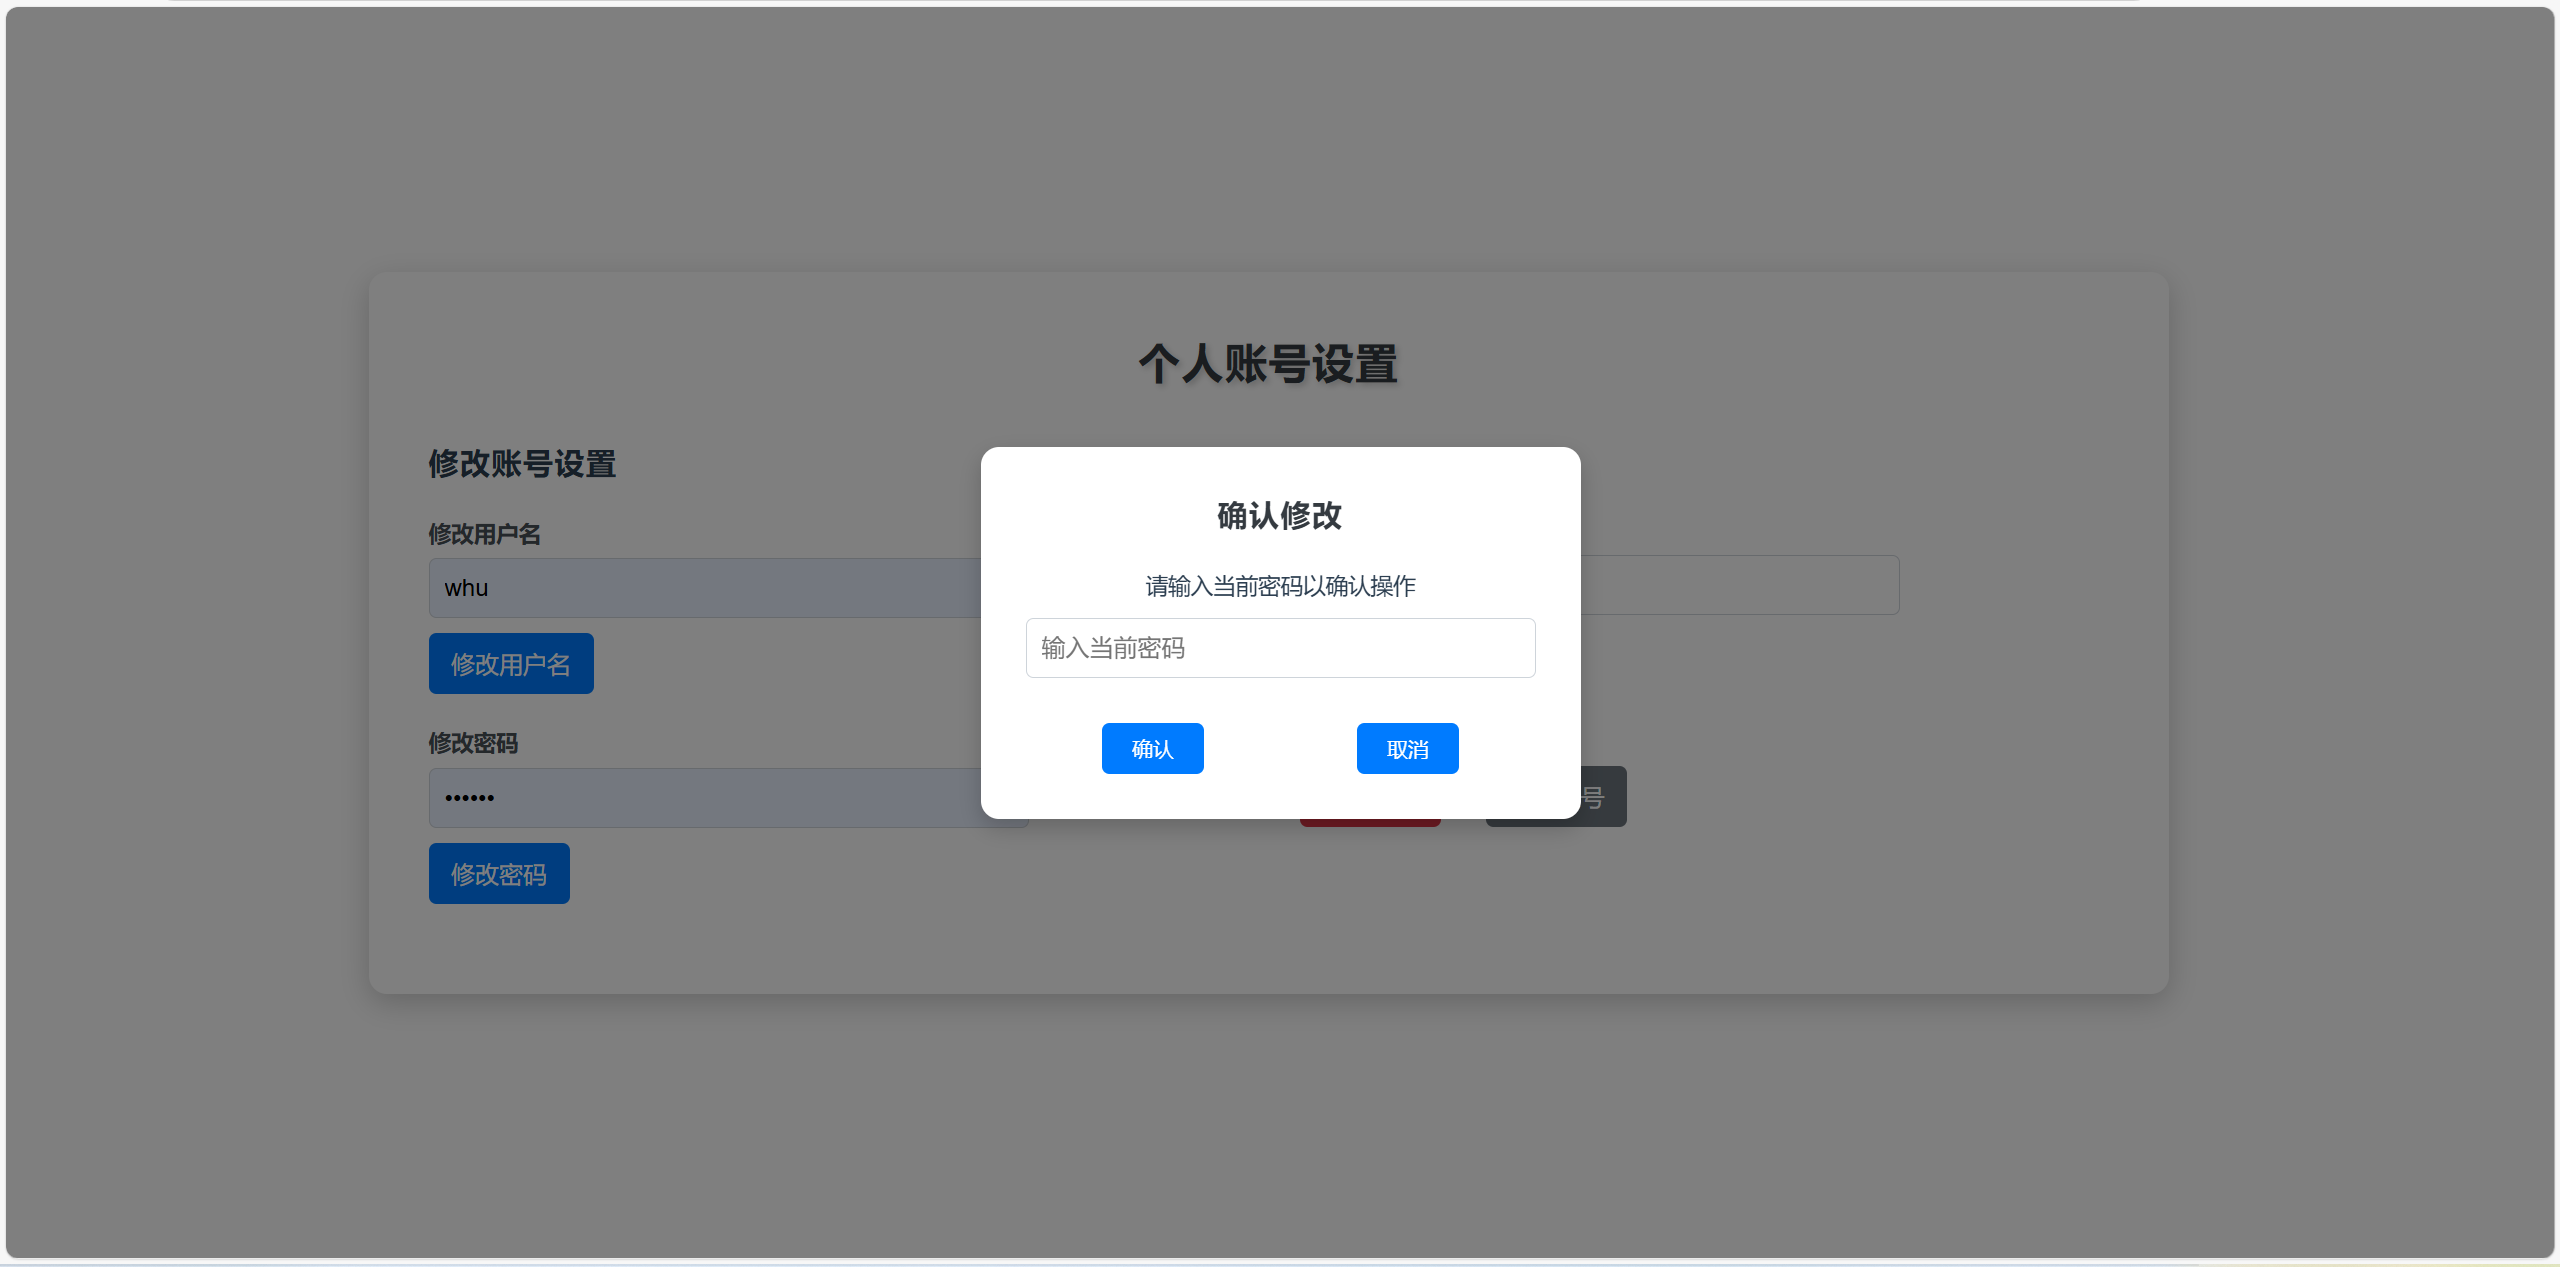 个人账号设置
修改账号设置
修改用户名
whu
修改用户名
修改密码
••••••
修改密码
确认修改
请输入当前密码以确认操作
输入当前密码
确认
取消
号